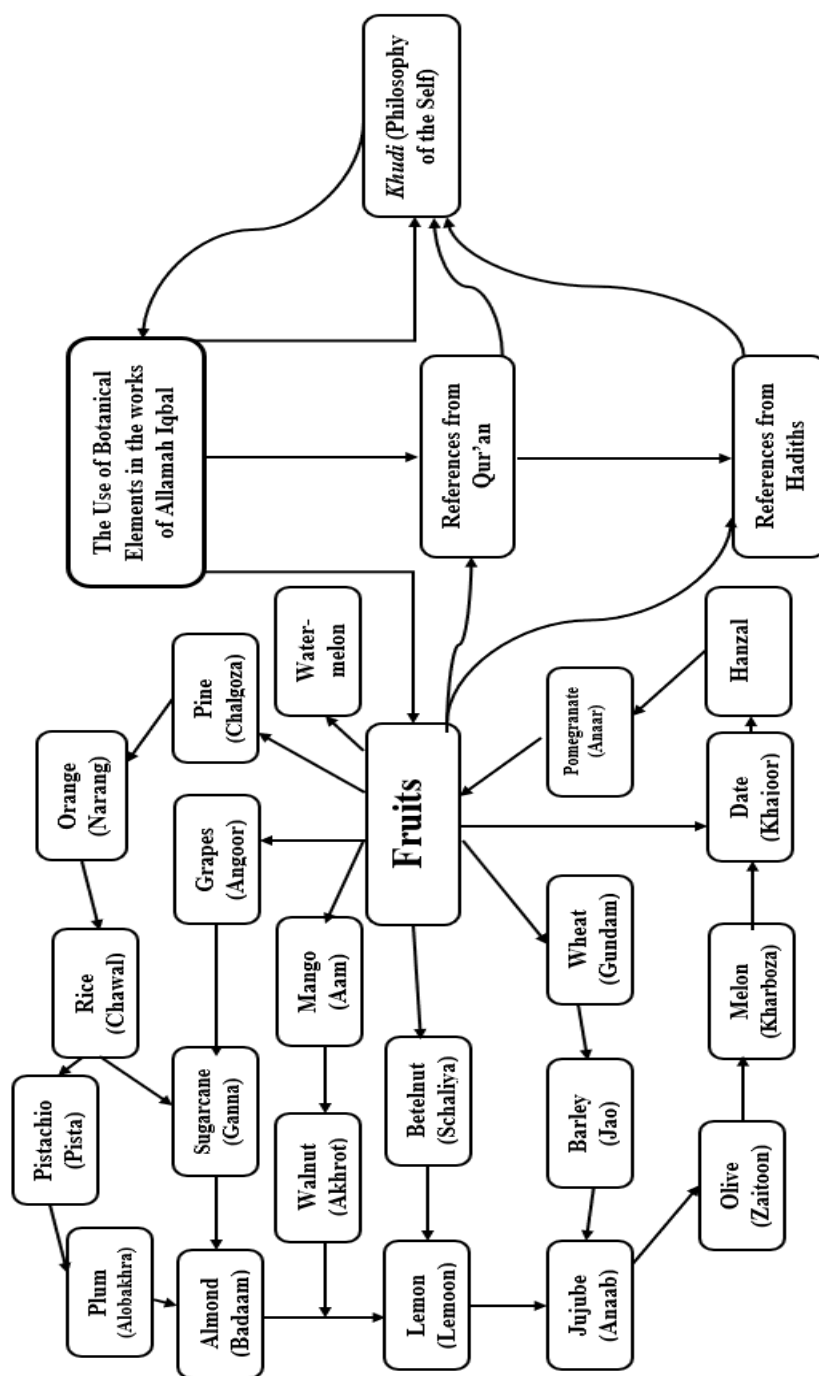 Pistachio
(Pista)
Orange
(Narang)
Plum
(Alobakhra)
Rice
(Chawal)
The Use of Botanical
Elements in the works
of Allamah Iqbal
Almond
(Badaam)
Sugarcane
(Ganna)
Grapes
(Angoor)
Pine
(Chalgoza)
Walnut
(Akhrot)
Mango
(Aam)
Water-
melon
Lemon
(Lemoon)
Betelnut
(Schaliya)
Fruits
Khudi (Philosophy
of the Self)
References from
Qur'an
Jujube
(Anaab)
Barley
(Jao)
Wheat
(Gundam)
Pomegranate
(Anaar)
Olive
(Zaitoon)
Melon
(Kharboza)
Date
(Khajoor)
Hanzal
References from
Hadiths